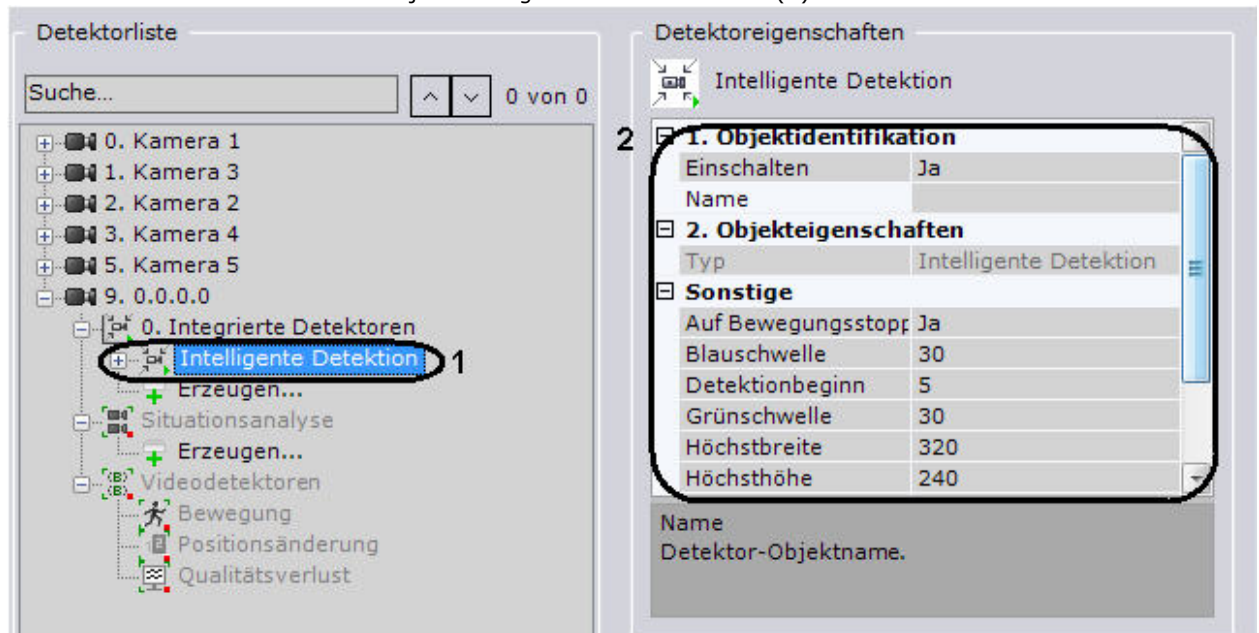 Detektorliste
Suche...
0 von 0
0. Kamera 1
1. Kamera 3
2. Kamera 2
3. Kamera 4
5. Kamera 5
9. 0.0.0.0
0. Integrierte Detektoren
Intelligente Detektion
1
Erzeugen...
Situationsanalyse
Erzeugen...
Videodetektoren
Bewegung
Positionsänderung
Qualitätsverlust
Detektoreigenschaften
Intelligente Detektion
2
1. Objektidentifikation
Einschalten Ja
Name
2. Objekteigenschaften
Typ Intelligente Detektion
Sonstige
Auf Bewegungsstopp Ja
Blauschwelle 30
Detektionbeginn 5
Grünschwelle 30
Höchstbreite 320
Höchsthöhe 240
Name
Detektor-Objektname.